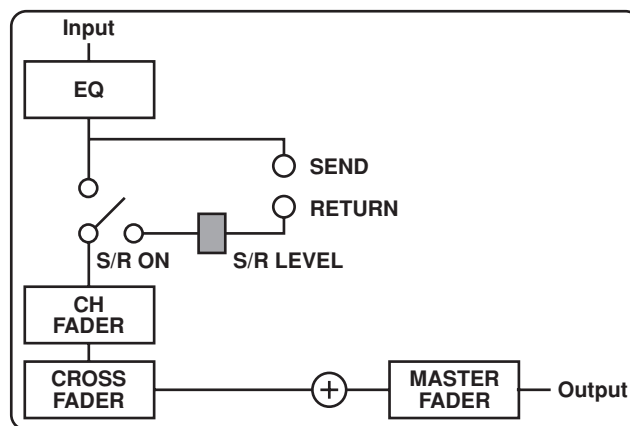 Input
EQ
SEND
RETURN
S/R ON
S/R LEVEL
CH
FADER
CROSS
FADER
+
MASTER
FADER
Output